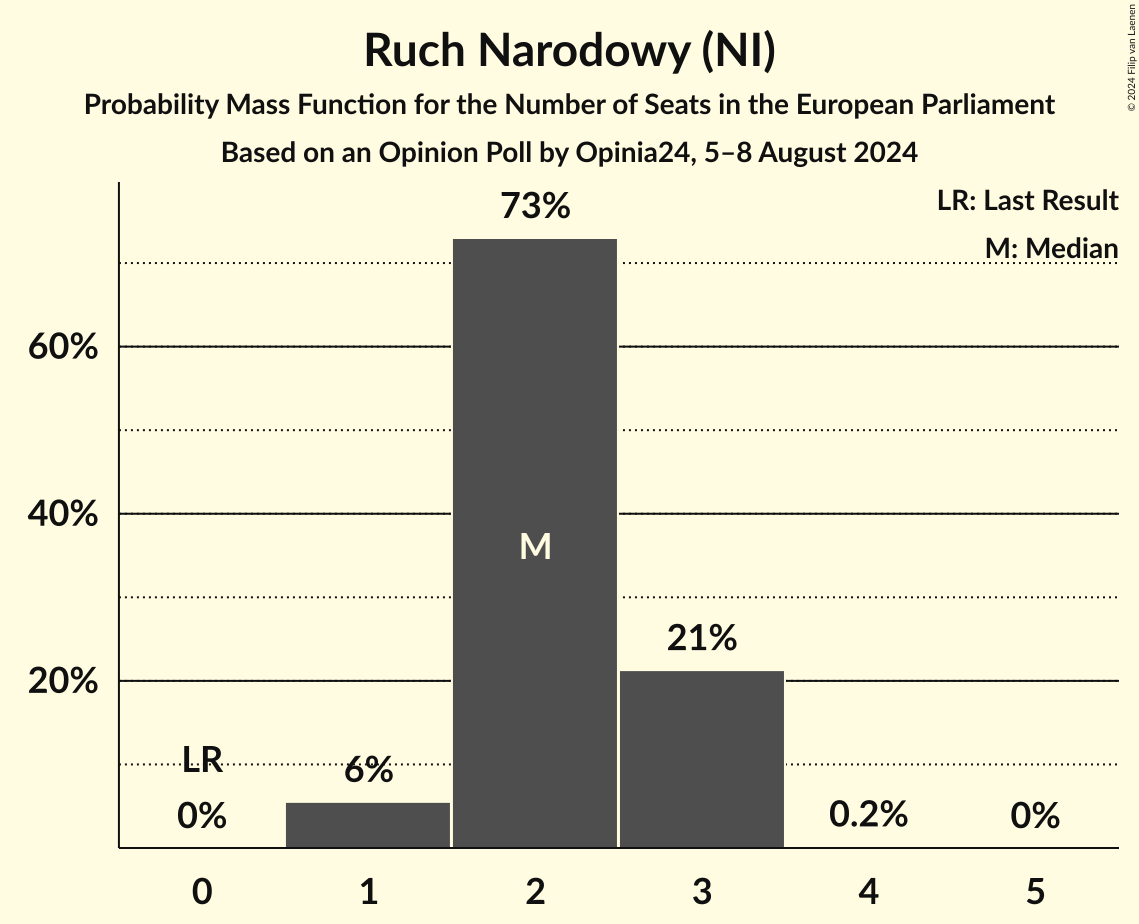 Ruch Narodowy (NI)
Probability Mass Function for the Number of Seats in the European Parliament
Based on an Opinion Poll by Opinia24, 5–8 August 2024
© 2024 Filip van Laenen
LR: Last Result
M: Median
73%
60%
40%
M
21%
20%
LR
6%
0%
0.2%
0%
0 1 2 3 4 5